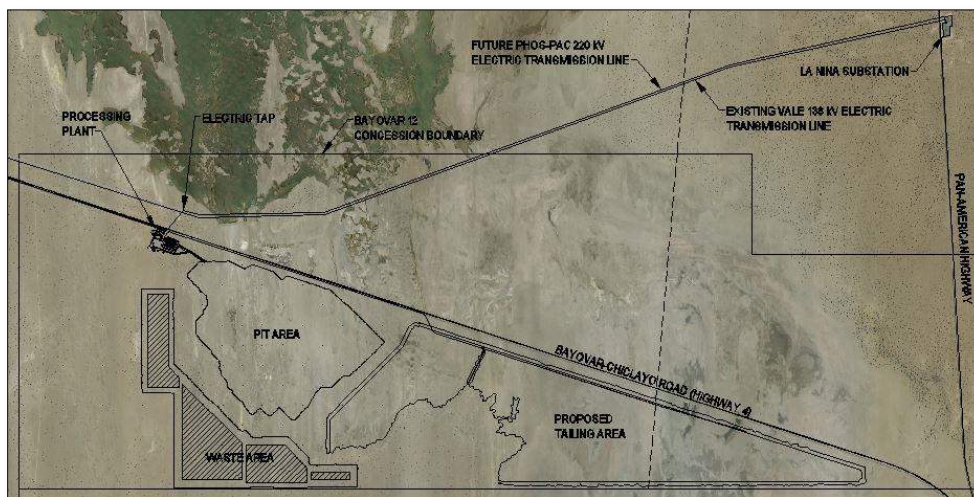 FUTURE PHOS-PAC 220 KV
ELECTRIC TRANSMISSION LINE
LA NINA SUBSTATION
PROCESSING
PLANT
ELECTRIC TAP
BAYOVAR 12
CONCESSION BOUNDARY
EXISTING VALE 138 KV ELECTRIC
TRANSMISSION LINE
PAN-AMERICAN HIGHWAY
PIT AREA
BAYOVAR-CHICLAYO ROAD (HIGHWAY 4)
PROPOSED
TAILING AREA
WASTE AREA